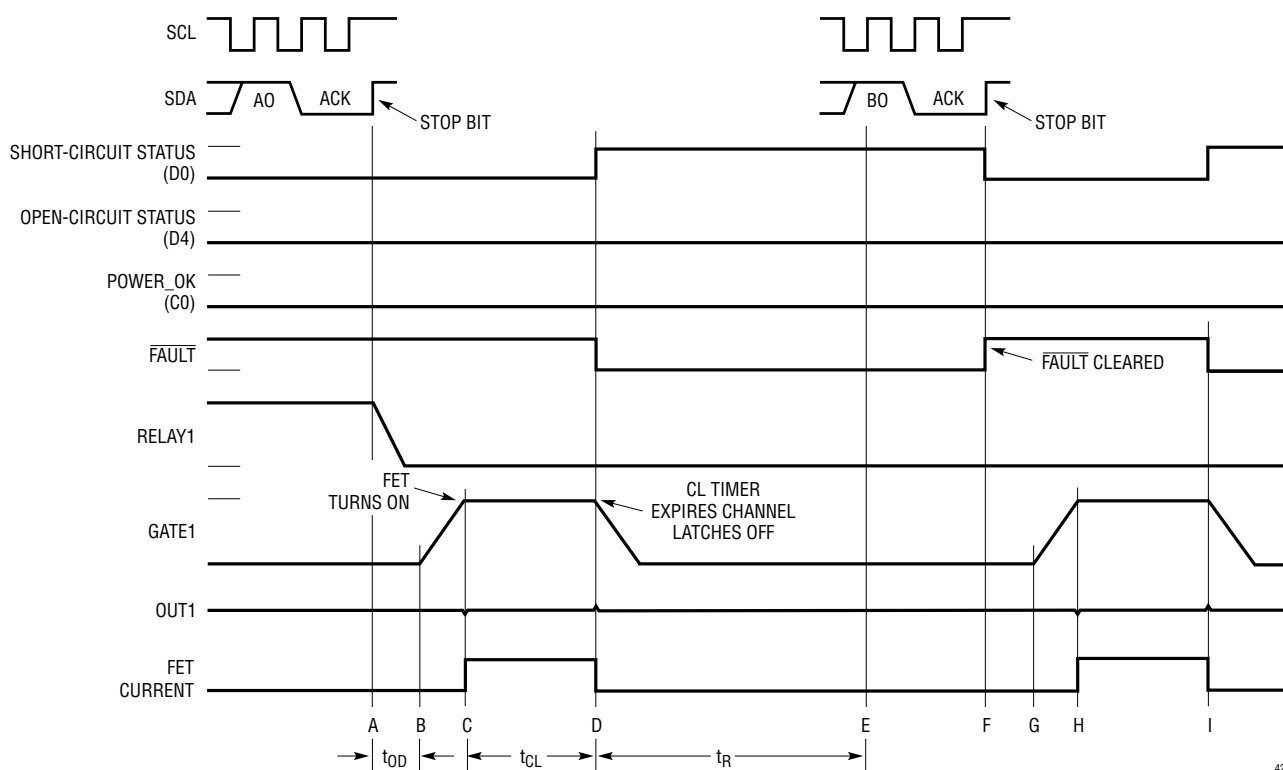 SCL
SDA
AO
ACK
STOP BIT
BO
ACK
STOP BIT
SHORT-CIRCUIT STATUS
(D0)
OPEN-CIRCUIT STATUS
(D4)
POWER_OK
(C0)
FAULT
FAULT CLEARED
RELAY1
FET
TURNS ON
CL TIMER
EXPIRES CHANNEL
LATCHES OFF
GATE1
OUT1
FET
CURRENT
A B C D E F G H I
tOD tCL tR